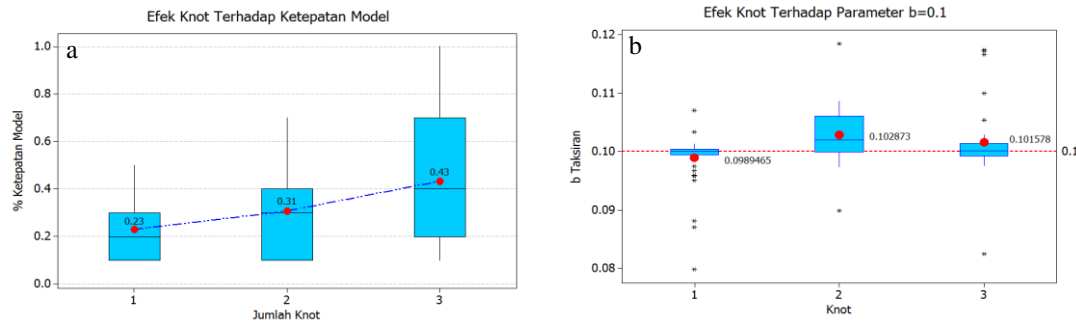 Efek Knot Terhadap Ketepatan Model
a
% Ketepatan Model
1.0
0.8
0.6
0.4
0.2
0.0
0.23
0.31
0.43
1 2 3
Jumlah Knot
Efek Knot Terhadap Parameter b=0.1
b
b Taksiran
0.12
0.11
0.10
0.09
0.08
0.0989465
0.102873
0.101578
0.1
1 2 3
Knot